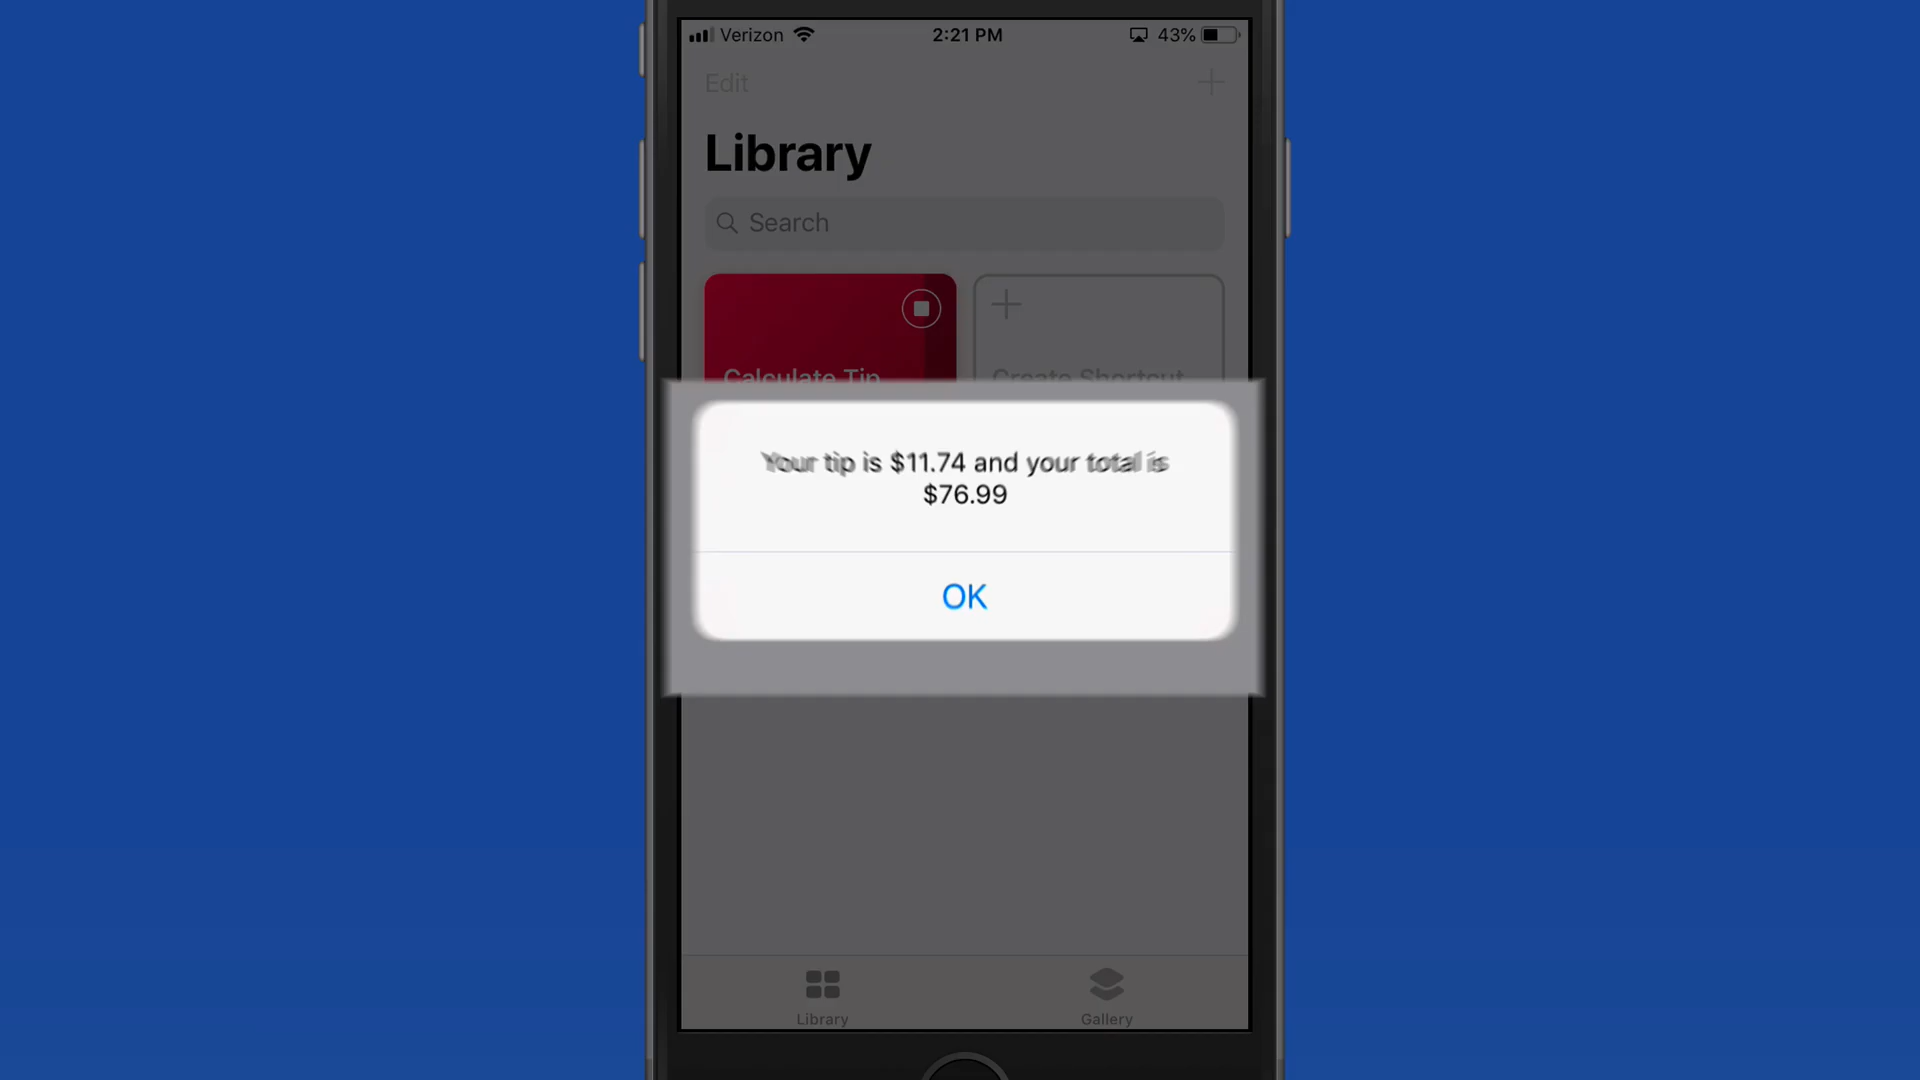 Verizon 2:21 PM 43%
Edit
Library
Search
Calculate Tip
Create Shortcut
Your tip is $11.74 and your total is
$76.99
OK
Library Gallery